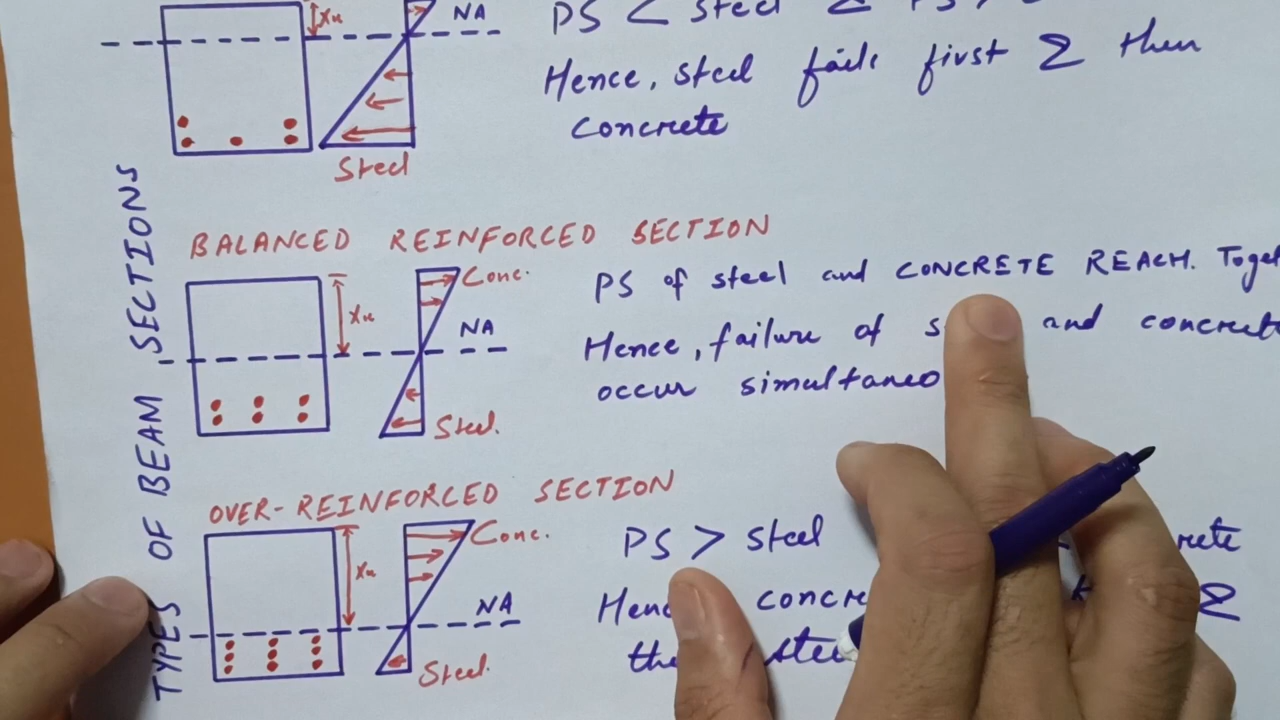 Xu
NA
PS < Steel & PS >
Hence, Steel fails first & then
Concrete
Steel
TYPES OF BEAM SECTIONS
BALANCED REINFORCED SECTION
Xu
Conc.
NA
Steel.
PS of steel and CONCRETE REACH.
Hence, failure of and concrete
occur
OVER-REINFORCED SECTION
Xu
Conc.
NA
Steel.
PS > Steel
&